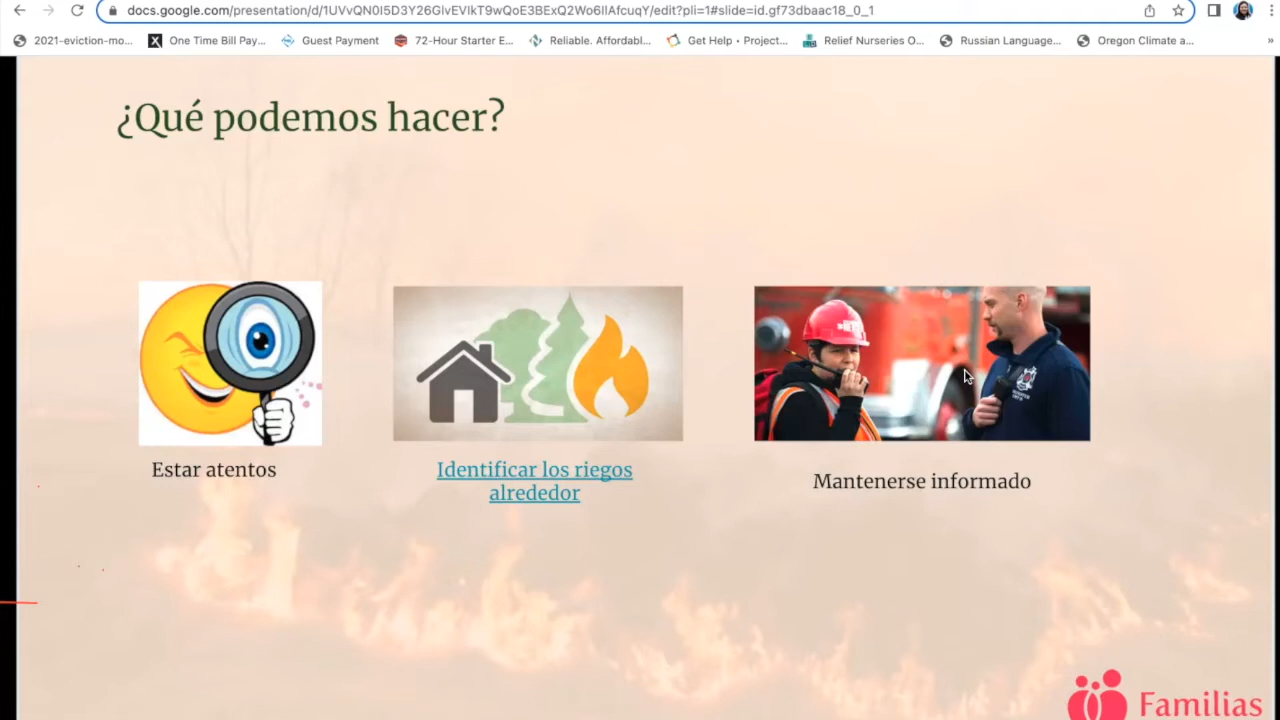 docs.google.com/presentation/d/1UVvQN0I5D3Y26GlvEVlkT9wQoE3BExQ2Wo6IlAfcuqY/edit?pli=1#slide=id.gf73dbaac18_0_1
2021-eviction-mo... One Time Bill Pay... Guest Payment 72-Hour Starter E... Reliable. Affordabl... Get Help • Project... Relief Nurseries O... Russian Language... Oregon Climate a... »
¿Qué podemos hacer?
Estar atentos
Identificar los riegos
alrededor
Mantenerse informado
Familias